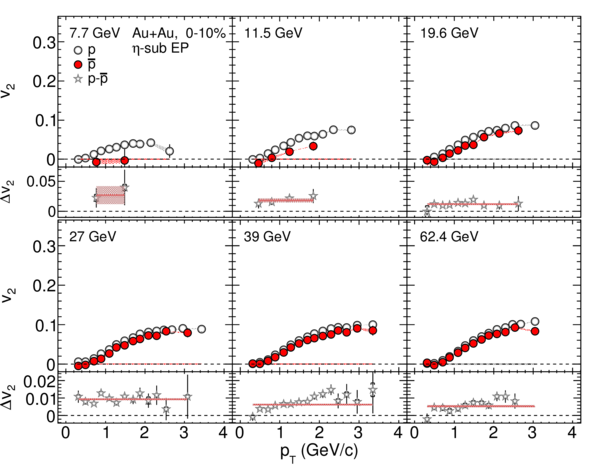 7.7 GeV Au+Au, 0-10%
η-sub EP
p
p̅
p-p̅
11.5 GeV
19.6 GeV
v₂
0.3
0.2
0.1
0
Δv₂
0.05
0
27 GeV
39 GeV
62.4 GeV
v₂
0.3
0.2
0.1
0
Δv₂
0.02
0.01
0
0 1 2 3 4 0 1 2 3 4 0 1 2 3 4
p_T (GeV/c)